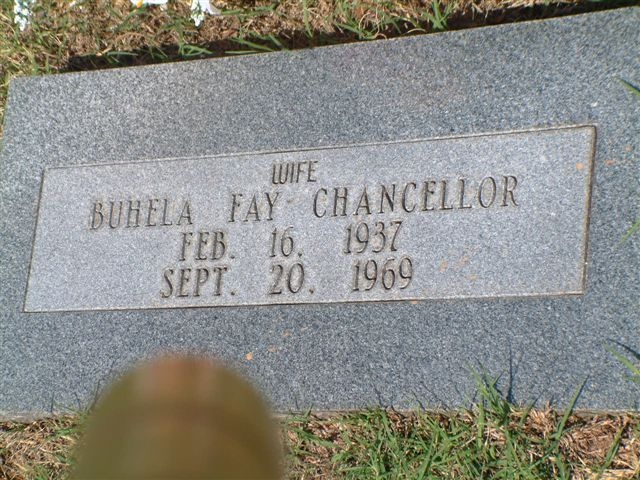 WIFE
BUHELA FAY CHANCELLOR
FEB. 16, 1937
SEPT. 20, 1969